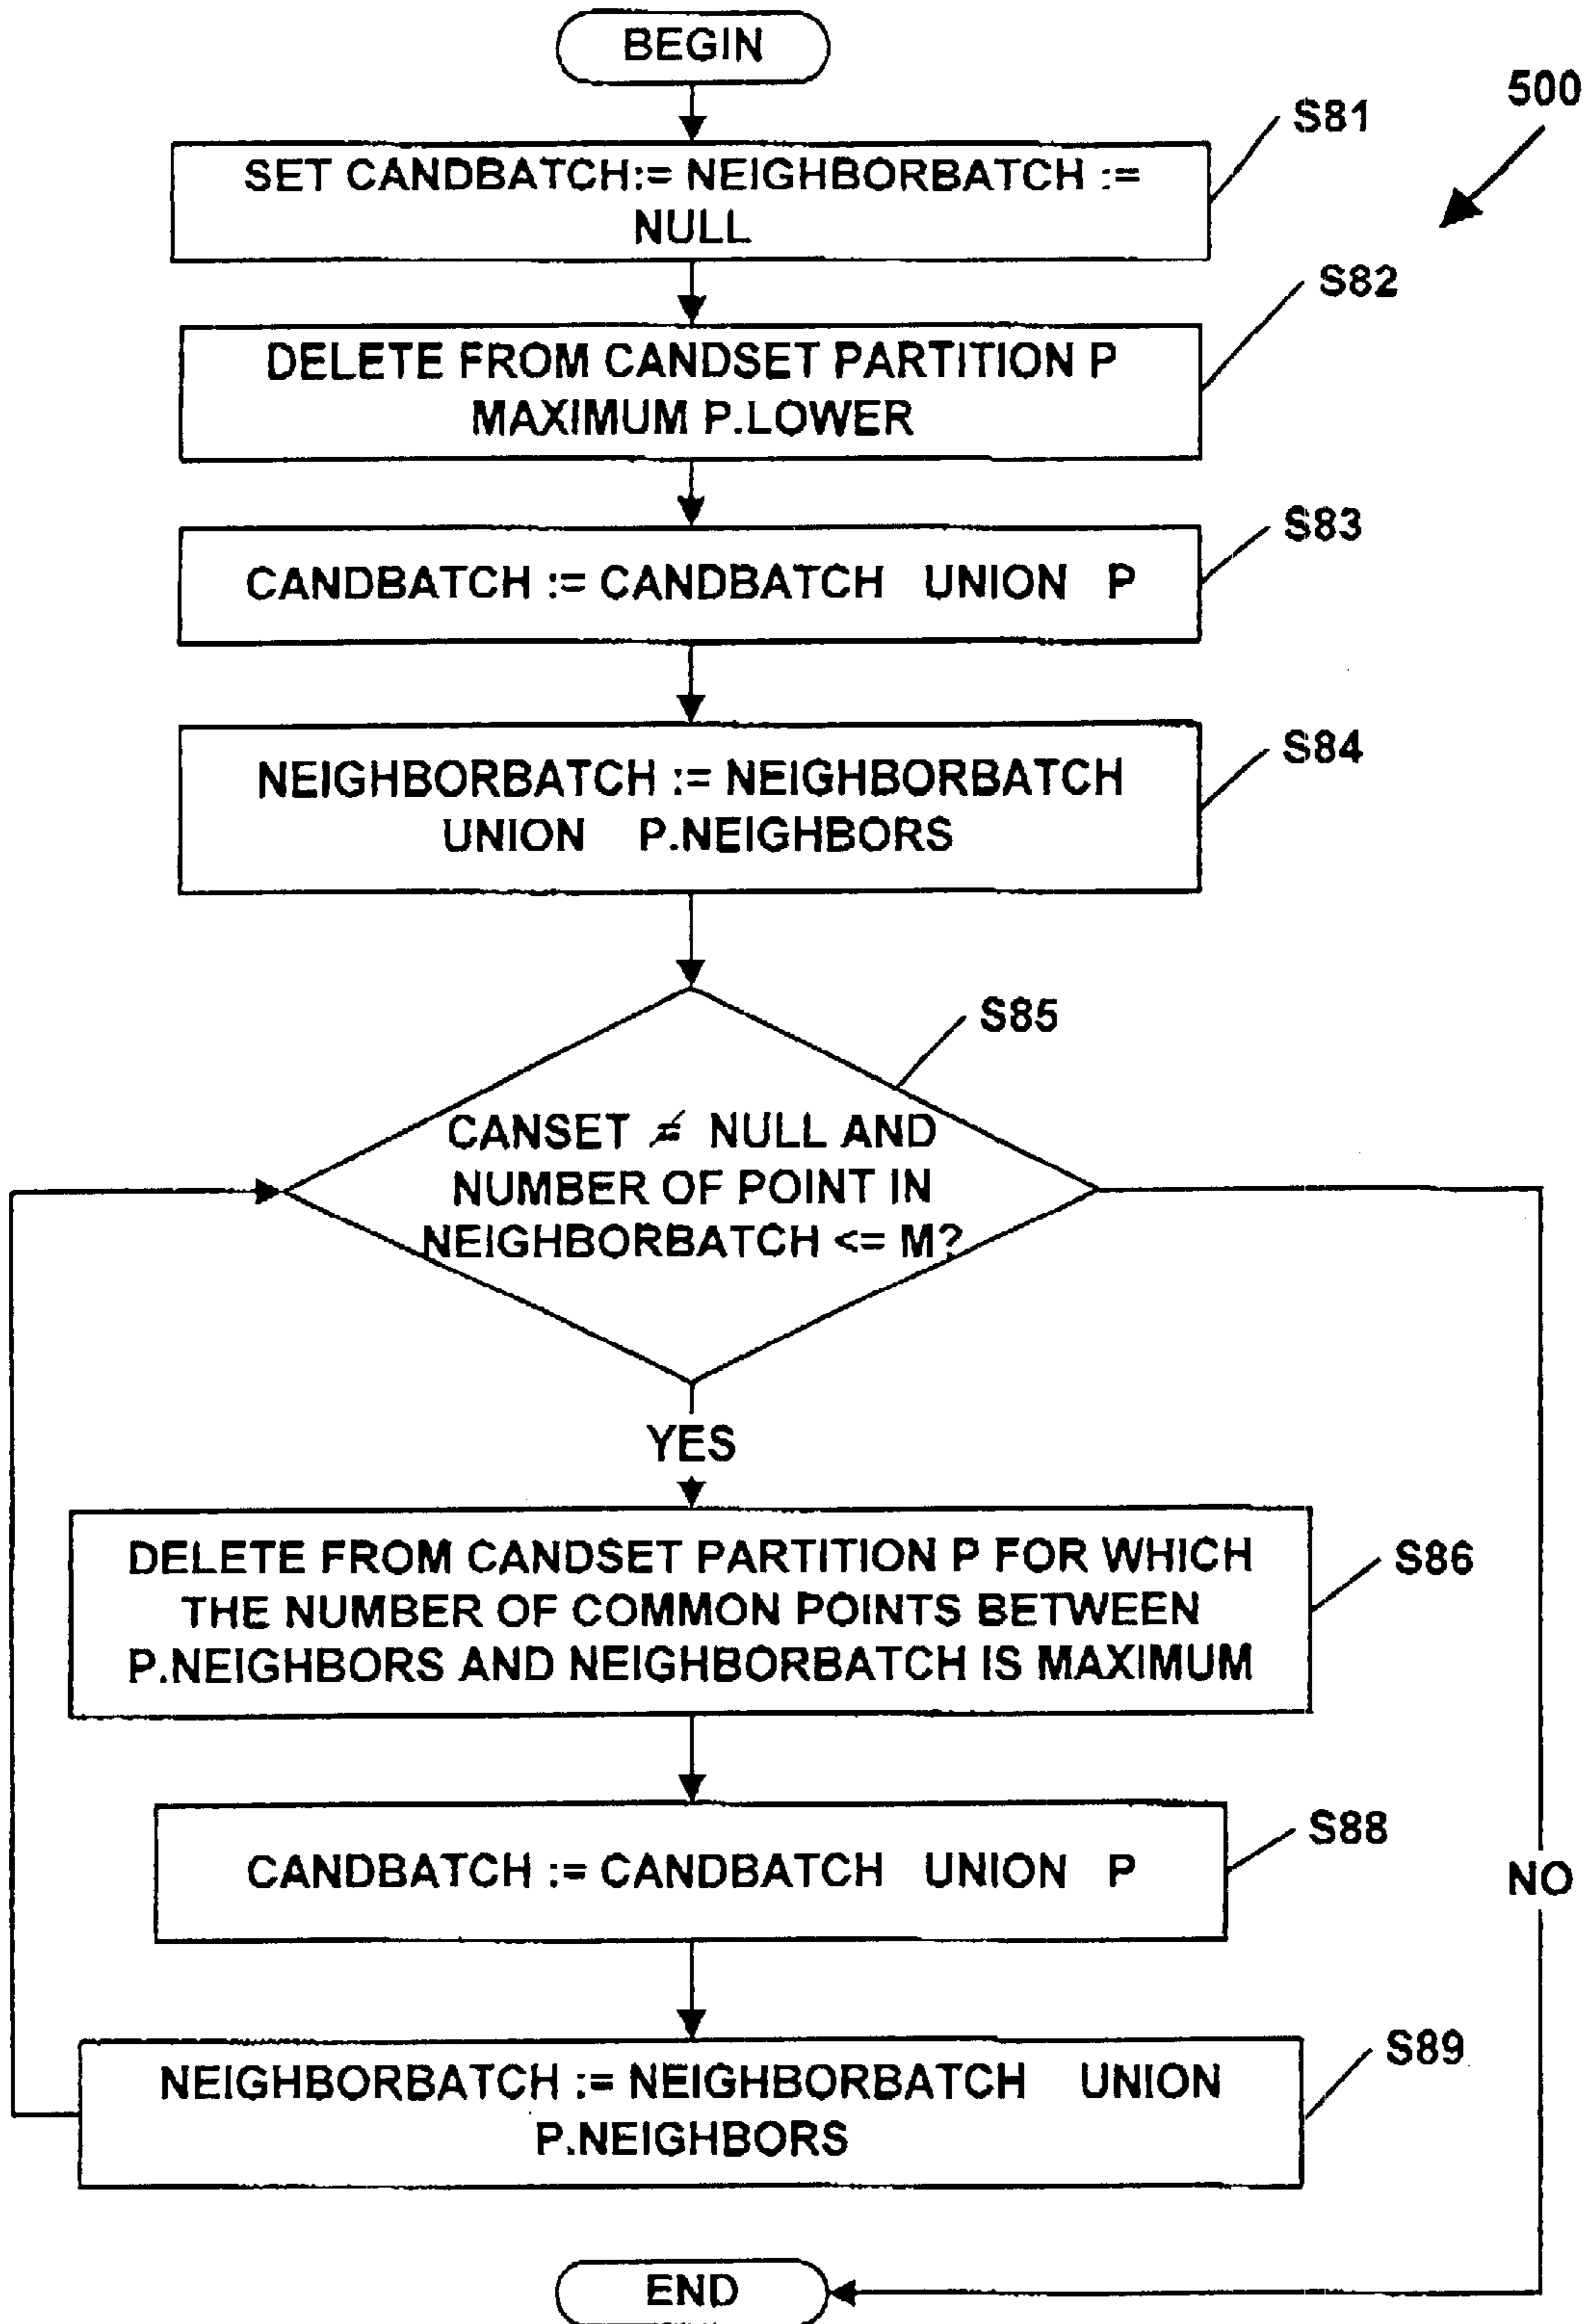 BEGIN
500
S81
SET CANDBATCH:= NEIGHBORBATCH :=
NULL
S82
DELETE FROM CANDSET PARTITION P
MAXIMUM P.LOWER
S83
CANDBATCH := CANDBATCH UNION P
S84
NEIGHBORBATCH := NEIGHBORBATCH
UNION P.NEIGHBORS
S85
CANSET ≠ NULL AND
NUMBER OF POINT IN
NEIGHBORBATCH <= M?
YES
S86
DELETE FROM CANDSET PARTITION P FOR WHICH
THE NUMBER OF COMMON POINTS BETWEEN
P.NEIGHBORS AND NEIGHBORBATCH IS MAXIMUM
S88
CANDBATCH := CANDBATCH UNION P
NO
S89
NEIGHBORBATCH := NEIGHBORBATCH UNION
P.NEIGHBORS
END